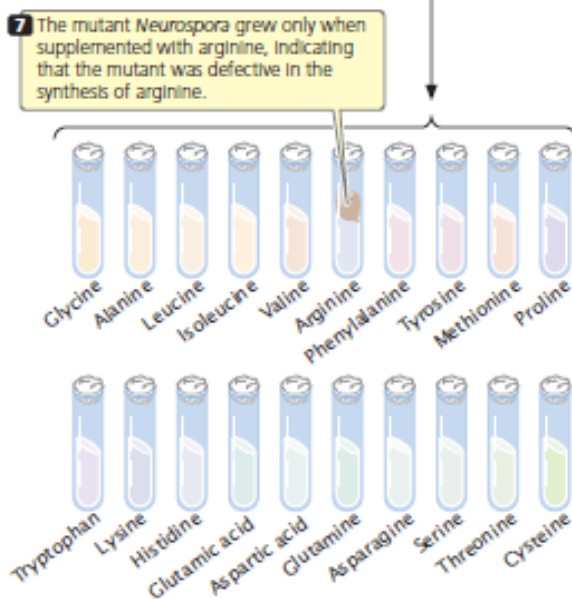 7 The mutant Neurospora grew only when
supplemented with arginine, indicating
that the mutant was defective in the
synthesis of arginine.
Glycine
Alanine
Leucine
Isoleucine
Valine
Arginine
Phenylalanine
Tyrosine
Methionine
Proline
Tryptophan
Lysine
Histidine
Glutamic acid
Aspartic acid
Glutamine
Asparagine
Serine
Threonine
Cysteine